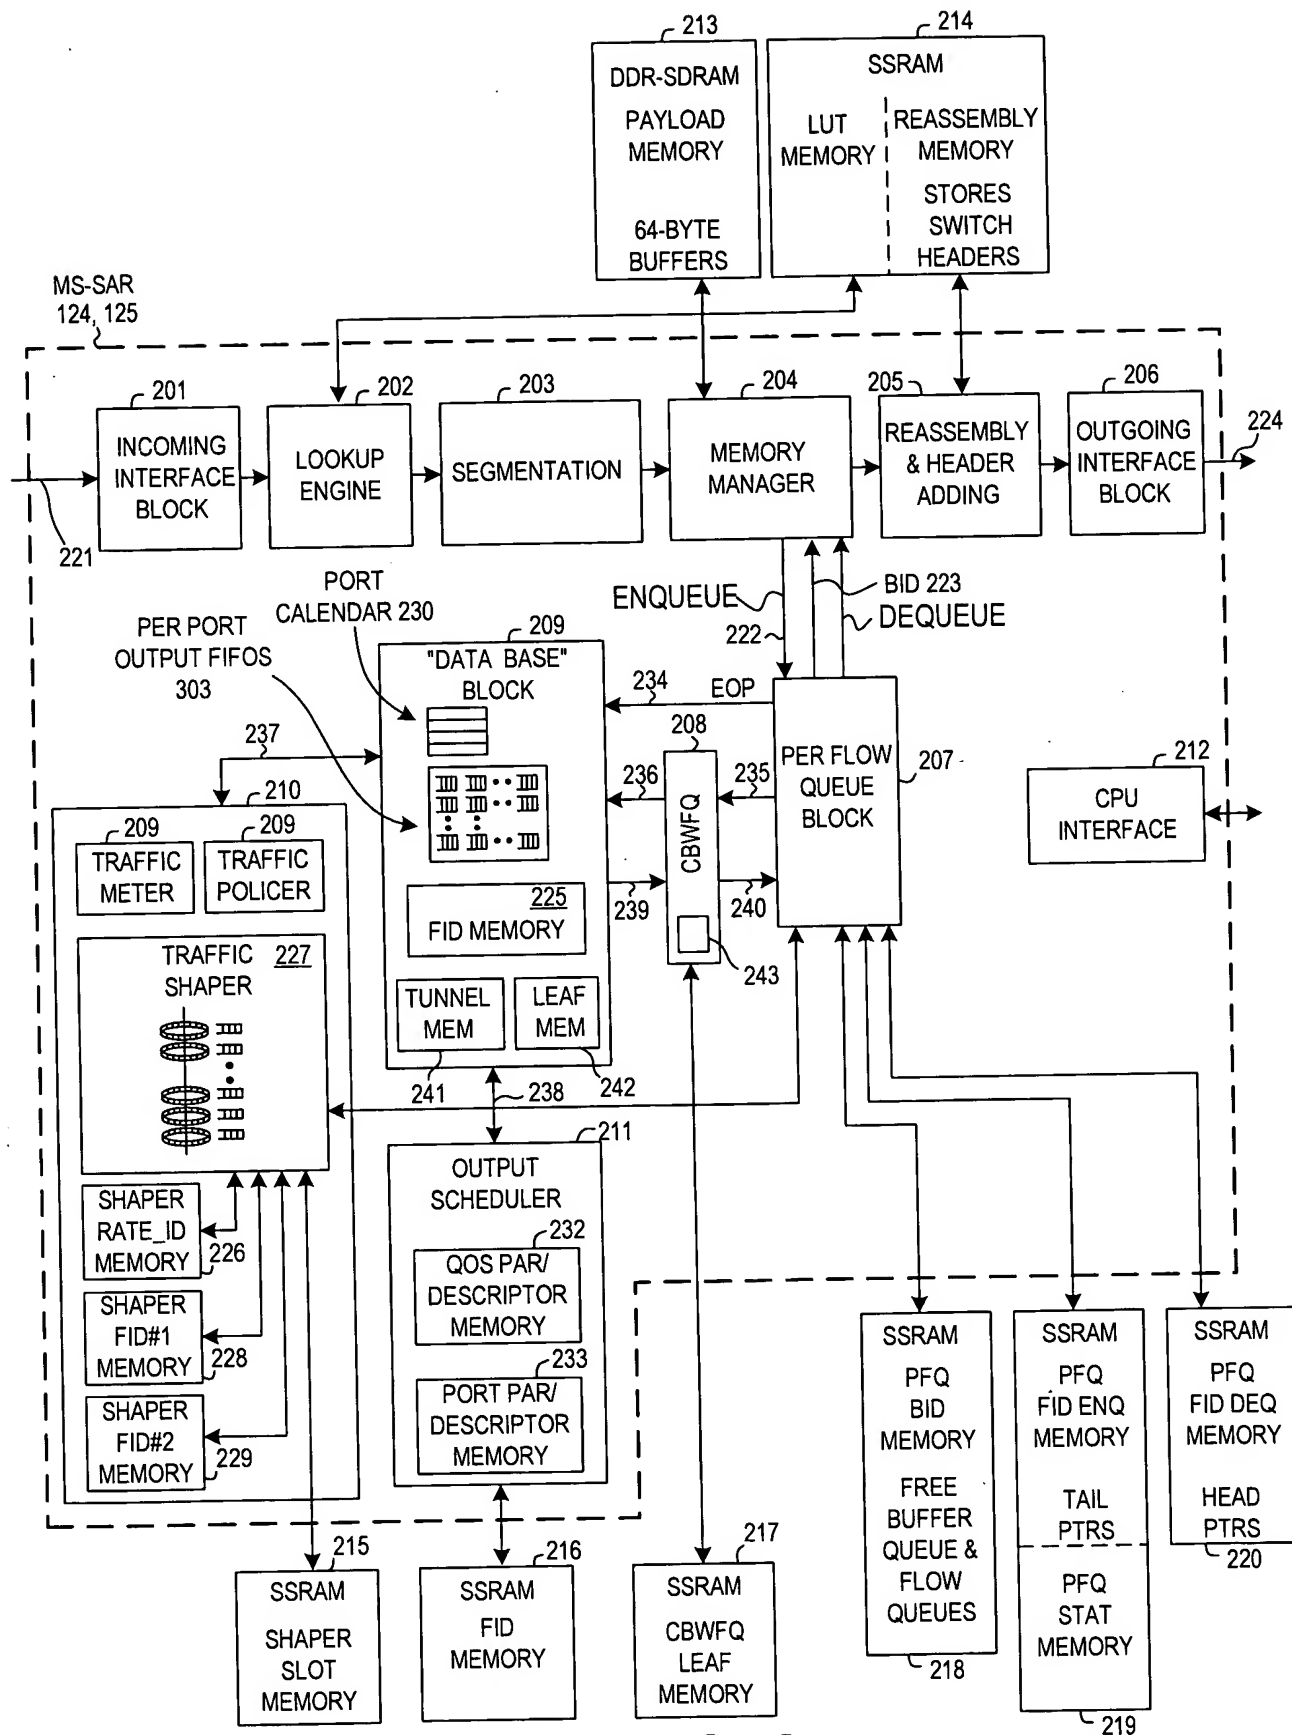 213
DDR-SDRAM
PAYLOAD
MEMORY
64-BYTE
BUFFERS
214
SSRAM
LUT
MEMORY
REASSEMBLY
MEMORY
STORES
SWITCH
HEADERS
MS-SAR
124, 125
201
INCOMING
INTERFACE
BLOCK
221
202
LOOKUP
ENGINE
203
SEGMENTATION
204
MEMORY
MANAGER
205
REASSEMBLY
& HEADER
ADDING
206
OUTGOING
INTERFACE
BLOCK
224
ENQUEUE
222
BID 223
DEQUEUE
PORT
CALENDAR 230
PER PORT
OUTPUT FIFOS
303
209
"DATA BASE"
BLOCK
225
FID MEMORY
TUNNEL
MEM
241
LEAF
MEM
242
234
EOP
208
CBWFQ
236
235
239
240
243
PER FLOW
QUEUE
BLOCK
207
212
CPU
INTERFACE
237
210
209
TRAFFIC
METER
209
TRAFFIC
POLICER
TRAFFIC
SHAPER
227
SHAPER
RATE_ID
MEMORY
226
SHAPER
FID#1
MEMORY
228
SHAPER
FID#2
MEMORY
229
238
211
OUTPUT
SCHEDULER
232
QOS PAR/
DESCRIPTOR
MEMORY
233
PORT PAR/
DESCRIPTOR
MEMORY
215
SSRAM
SHAPER
SLOT
MEMORY
216
SSRAM
FID
MEMORY
217
SSRAM
CBWFQ
LEAF
MEMORY
SSRAM
PFQ
BID
MEMORY
FREE
BUFFER
QUEUE &
FLOW
QUEUES
218
SSRAM
PFQ
FID ENQ
MEMORY
TAIL
PTRS
PFQ
STAT
MEMORY
219
SSRAM
PFQ
FID DEQ
MEMORY
HEAD
PTRS
220